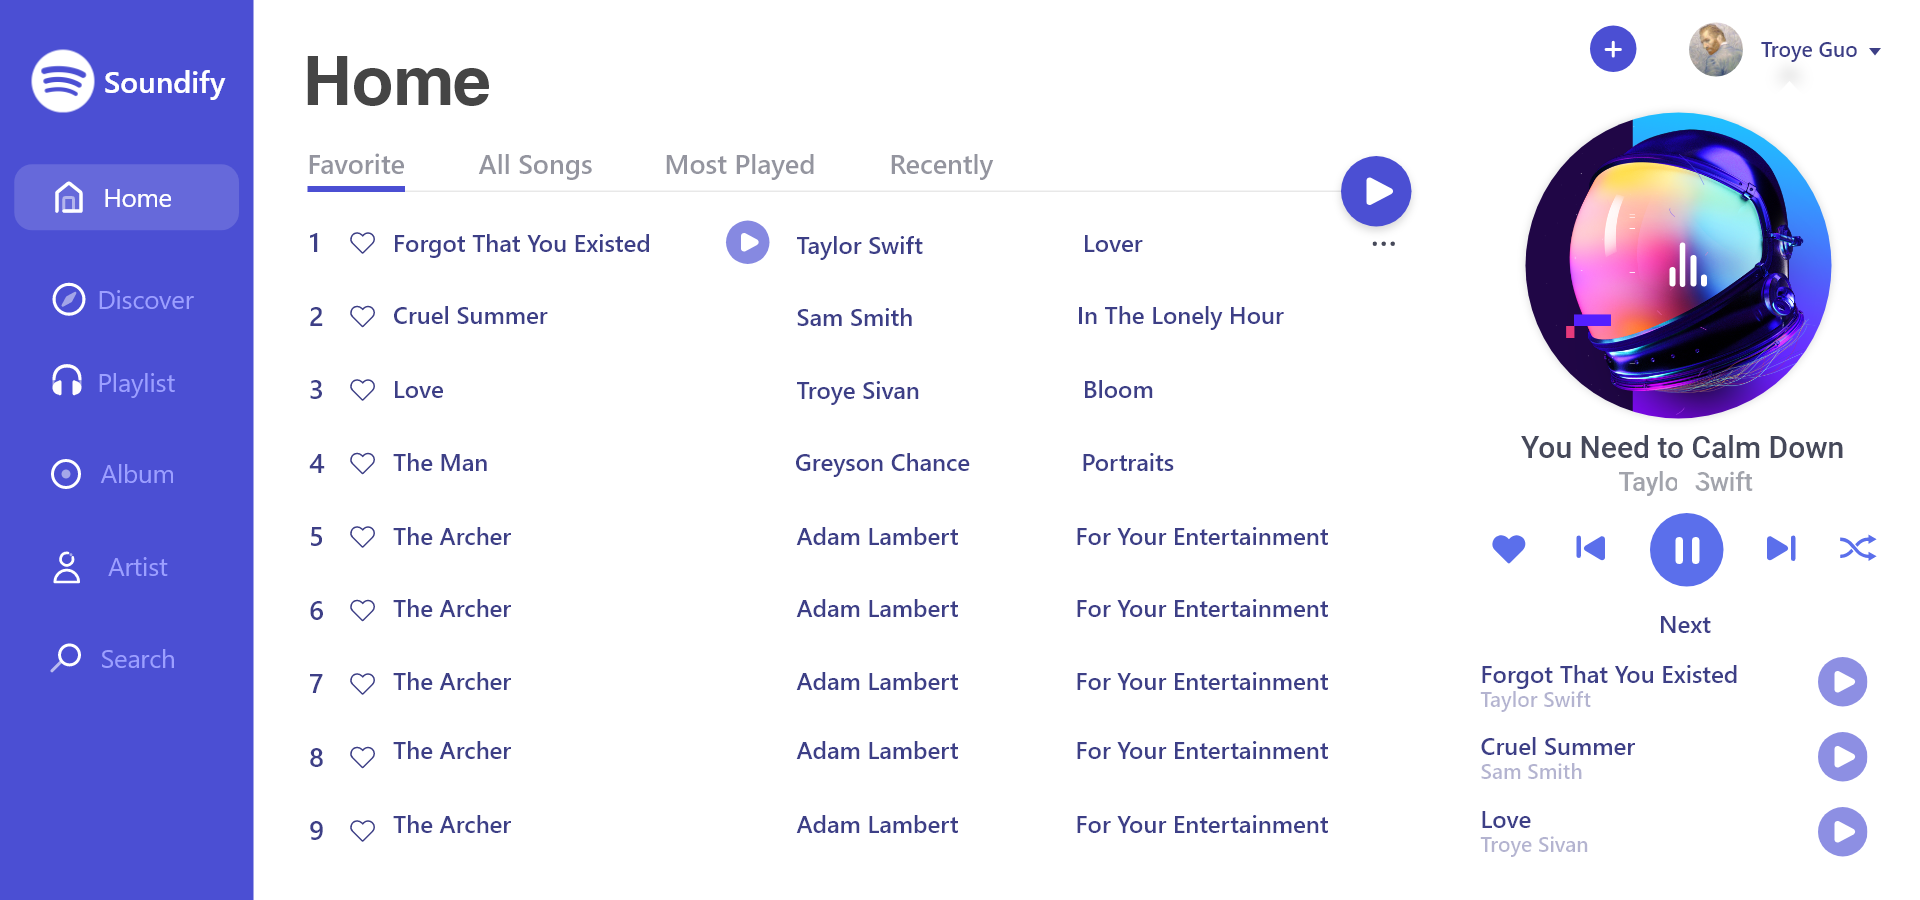 Soundify
Home
Discover
Playlist
Album
Artist
Search
Home
Troye Guo
Favorite All Songs Most Played Recently
1 Forgot That You Existed Taylor Swift Lover
2 Cruel Summer Sam Smith In The Lonely Hour
3 Love Troye Sivan Bloom
4 The Man Greyson Chance Portraits
5 The Archer Adam Lambert For Your Entertainment
6 The Archer Adam Lambert For Your Entertainment
7 The Archer Adam Lambert For Your Entertainment
8 The Archer Adam Lambert For Your Entertainment
9 The Archer Adam Lambert For Your Entertainment
You Need to Calm Down
Taylo Swift
Next
Forgot That You Existed
Taylor Swift
Cruel Summer
Sam Smith
Love
Troye Sivan